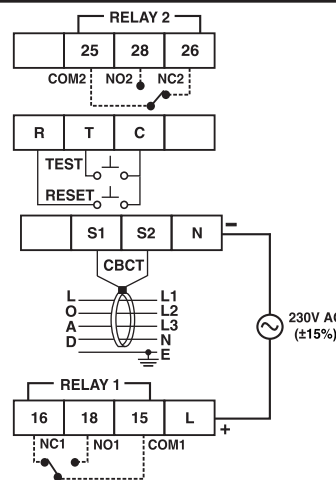 RELAY 2
25 28 26
COM2 NO2 NC2
R T C
TEST
RESET
S1 S2 N −
CBCT
L L1
O L2
A L3
D N
E
230V AC
(±15%)
RELAY 1
16 18 15 L
+
NC1 NO1 COM1